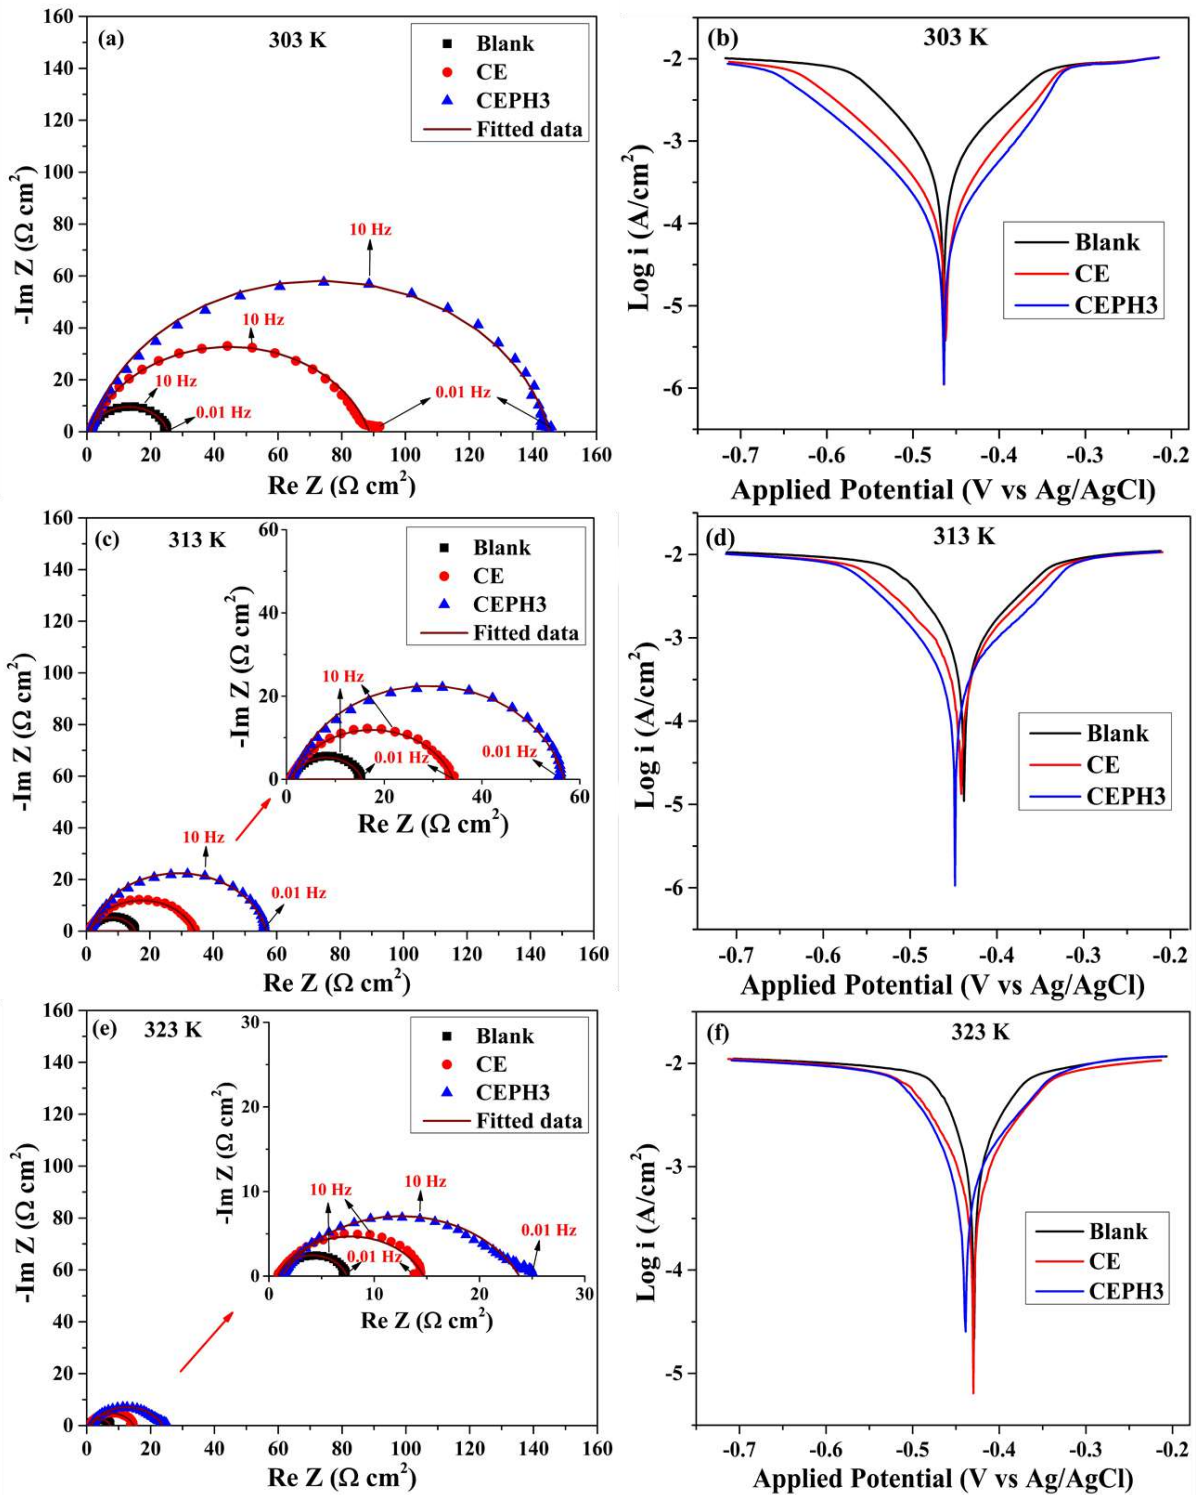 (a) 303 K
Blank
CE
CEPH3
Fitted data
160
140
120
100
80
60
40
20
0
-Im Z (Ω cm²)
10 Hz
10 Hz
10 Hz
0.01 Hz
0.01 Hz
0 20 40 60 80 100 120 140 160
Re Z (Ω cm²)
(b) 303 K
-2
-3
-4
-5
-6
Log i (A/cm²)
Blank
CE
CEPH3
-0.7 -0.6 -0.5 -0.4 -0.3 -0.2
Applied Potential (V vs Ag/AgCl)
(c) 313 K
160
140
120
100
80
60
40
20
0
-Im Z (Ω cm²)
60
40
20
0
-Im Z (Ω cm²)
Blank
CE
CEPH3
Fitted data
10 Hz
0.01 Hz
0.01 Hz
0 20 40 60
Re Z (Ω cm²)
10 Hz
0.01 Hz
0 20 40 60 80 100 120 140 160
Re Z (Ω cm²)
(d) 313 K
-2
-3
-4
-5
-6
Log i (A/cm²)
Blank
CE
CEPH3
-0.7 -0.6 -0.5 -0.4 -0.3 -0.2
Applied Potential (V vs Ag/AgCl)
(e) 323 K
160
140
120
100
80
60
40
20
0
-Im Z (Ω cm²)
30
20
10
0
-Im Z (Ω cm²)
Blank
CE
CEPH3
Fitted data
10 Hz
10 Hz
0.01 Hz
0.01 Hz
0 10 20 30
Re Z (Ω cm²)
0 20 40 60 80 100 120 140 160
Re Z (Ω cm²)
(f) 323 K
-2
-3
-4
-5
Log i (A/cm²)
Blank
CE
CEPH3
-0.7 -0.6 -0.5 -0.4 -0.3 -0.2
Applied Potential (V vs Ag/AgCl)